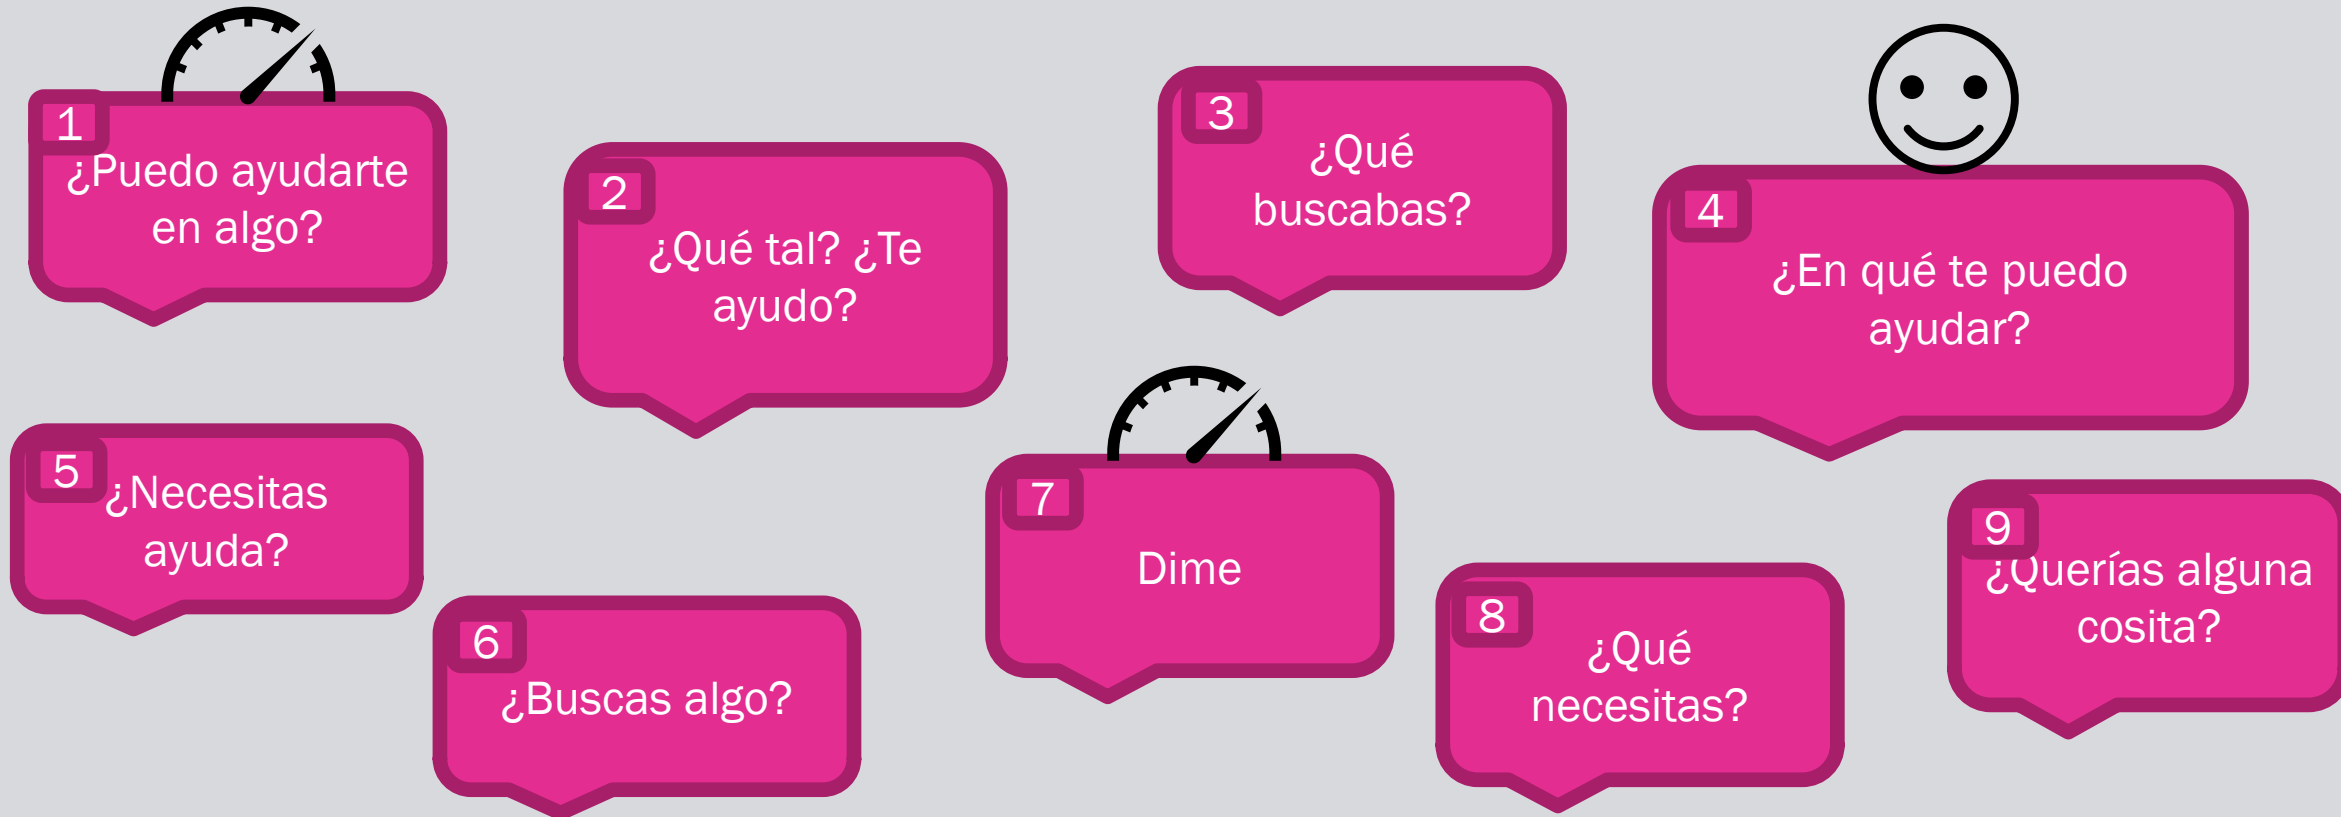 1
¿Puedo ayudarte
en algo?
2
¿Qué tal? ¿Te
ayudo?
3
¿Qué
buscabas?
4
¿En qué te puedo
ayudar?
5
¿Necesitas
ayuda?
6
¿Buscas algo?
7
Dime
8
¿Qué
necesitas?
9
¿Querías alguna
cosita?